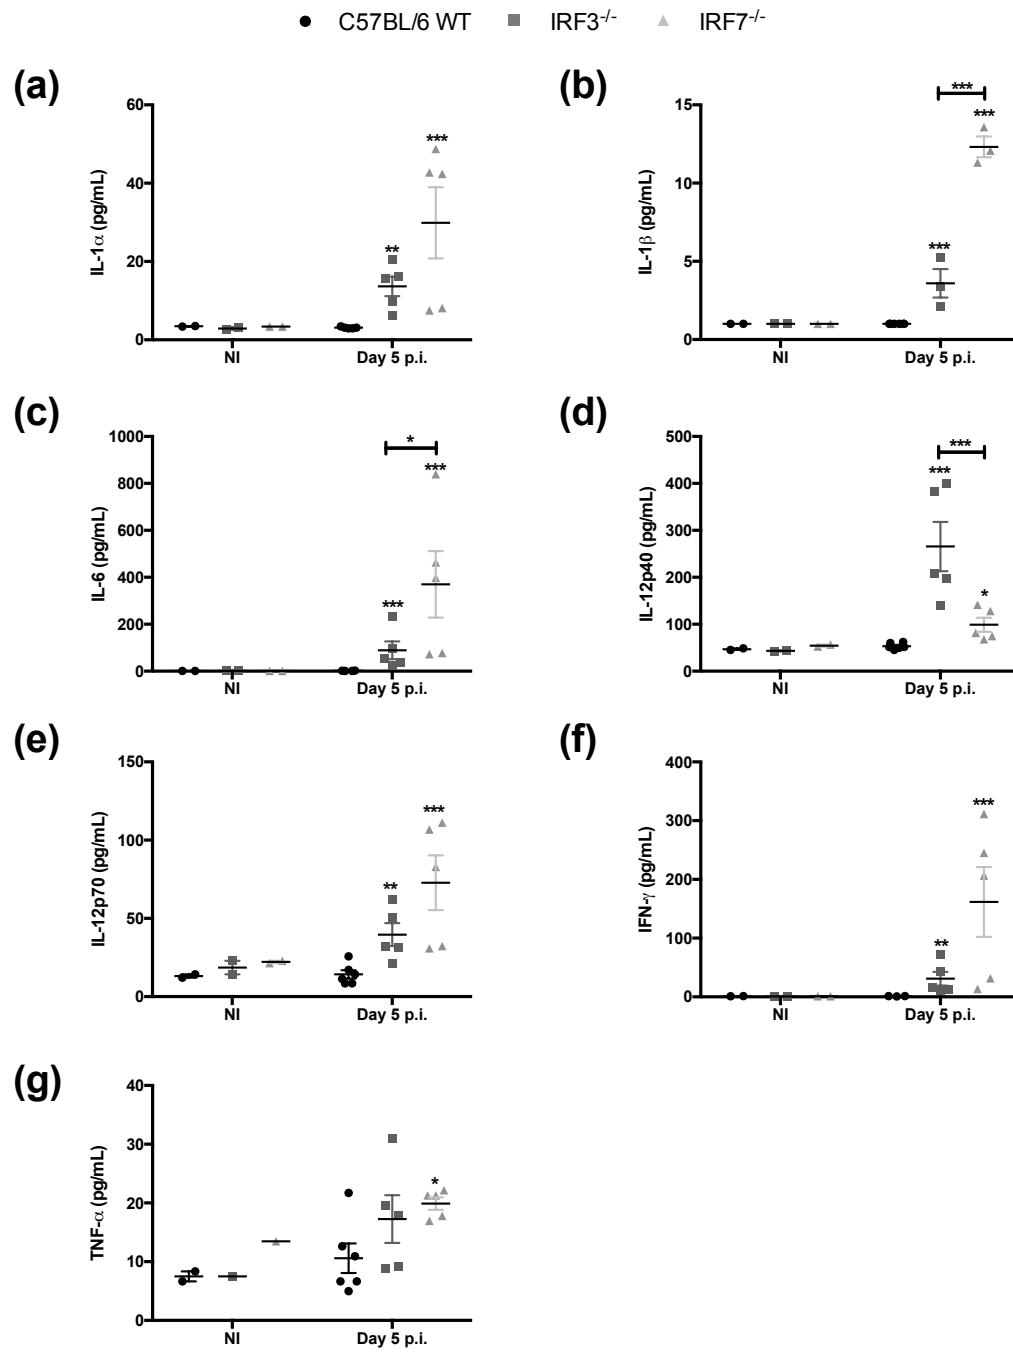 C57BL/6 WT IRF3-/- IRF7-/-
(a) (b)
IL-1α (pg/mL)
60
40
20
0
**
***
NI Day 5 p.i.
IL-1β (pg/mL)
15
10
5
0
***
***
***
NI Day 5 p.i.
(c) (d)
IL-6 (pg/mL)
1000
800
600
400
200
0
*
***
***
NI Day 5 p.i.
IL-12p40 (pg/mL)
500
400
300
200
100
0
***
***
*
NI Day 5 p.i.
(e) (f)
IL-12p70 (pg/mL)
150
100
50
0
***
**
NI Day 5 p.i.
IFN-γ (pg/mL)
400
300
200
100
0
***
**
NI Day 5 p.i.
(g)
TNF-α (pg/mL)
40
30
20
10
0
*
NI Day 5 p.i.